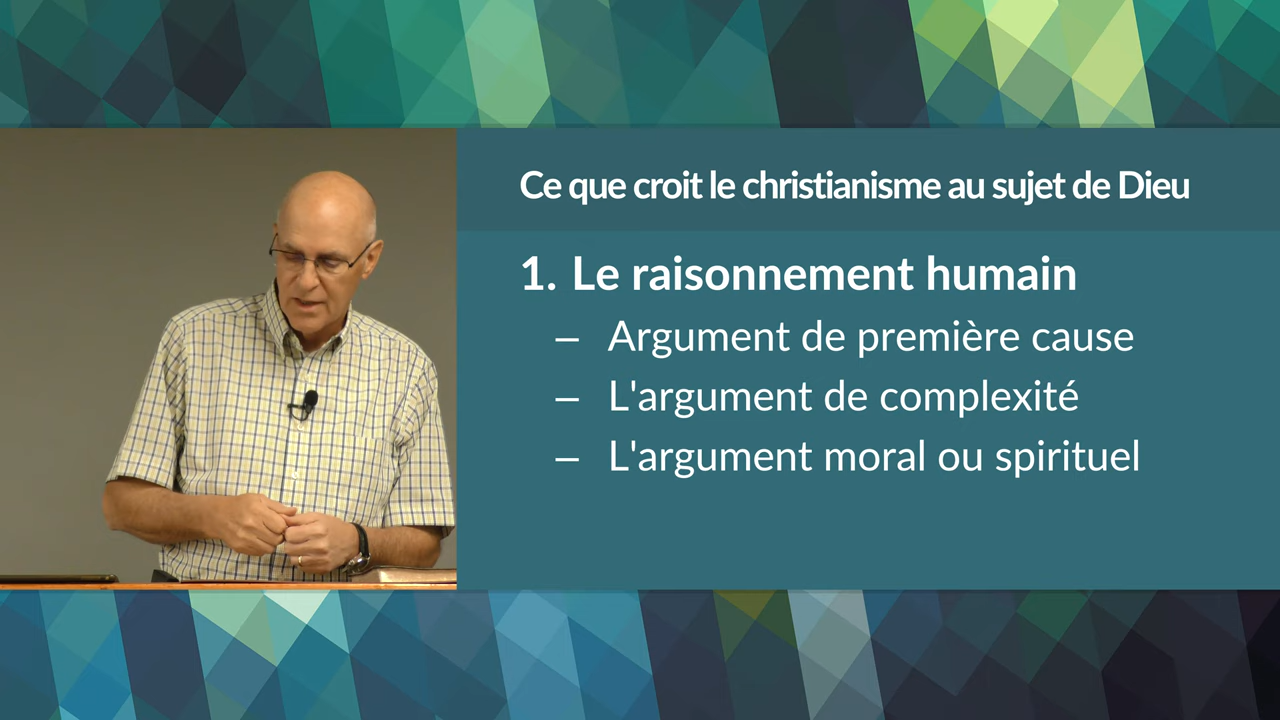 Ce que croit le christianisme au sujet de Dieu
1. Le raisonnement humain
– Argument de première cause
– L'argument de complexité
– L'argument moral ou spirituel